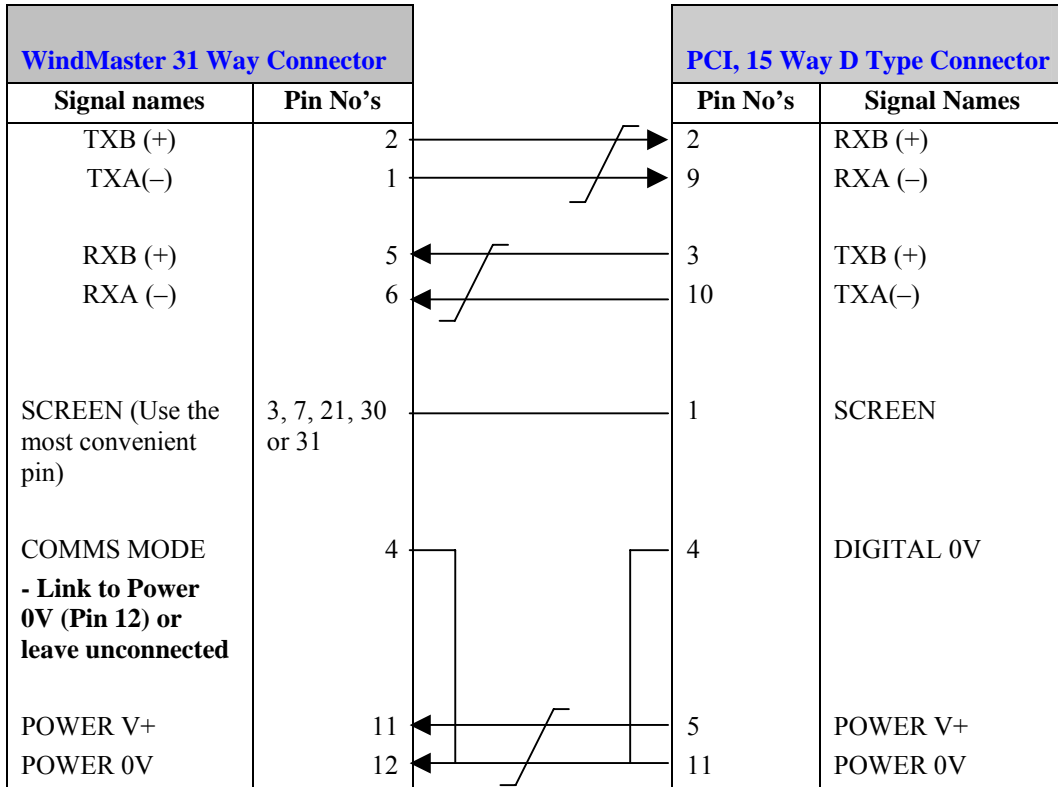 WindMaster 31 Way Connector PCI, 15 Way D Type Connector
Signal names Pin No's Pin No's Signal Names
TXB (+) 2 2 RXB (+)
TXA(–) 1 9 RXA (–)
RXB (+) 5 3 TXB (+)
RXA (–) 6 10 TXA(–)
SCREEN (Use the 3, 7, 21, 30 1 SCREEN
most convenient or 31
pin)
COMMS MODE 4 4 DIGITAL 0V
- Link to Power
0V (Pin 12) or
leave unconnected
POWER V+ 11 5 POWER V+
POWER 0V 12 11 POWER 0V